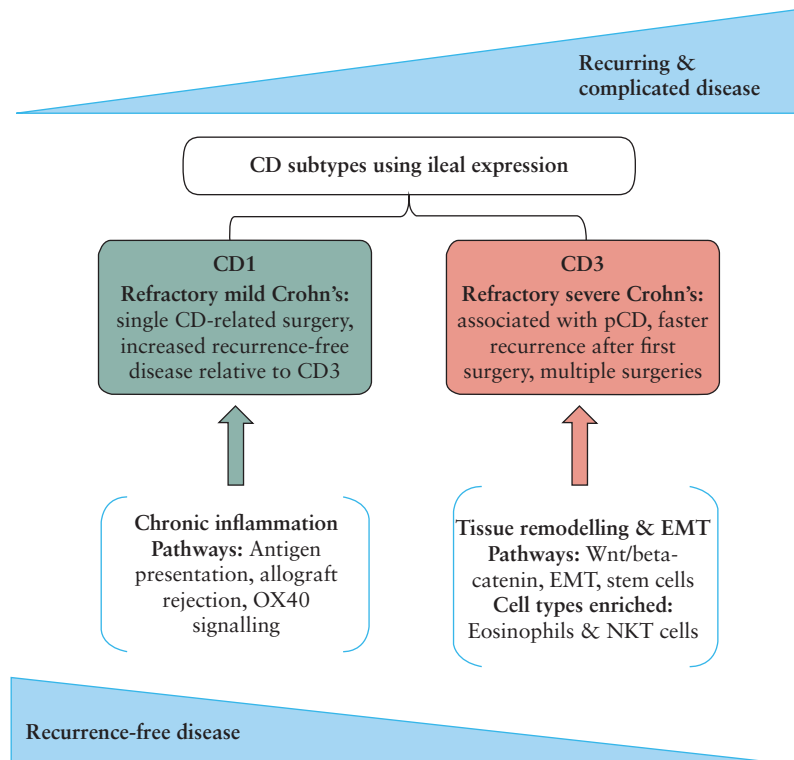 Recurring &
complicated disease
CD subtypes using ileal expression
CD1
Refractory mild Crohn's:
single CD-related surgery,
increased recurrence-free
disease relative to CD3
CD3
Refractory severe Crohn's:
associated with pCD, faster
recurrence after first
surgery, multiple surgeries
Chronic inflammation
Pathways: Antigen
presentation, allograft
rejection, OX40
signalling
Tissue remodelling & EMT
Pathways: Wnt/beta-
catenin, EMT, stem cells
Cell types enriched:
Eosinophils & NKT cells
Recurrence-free disease